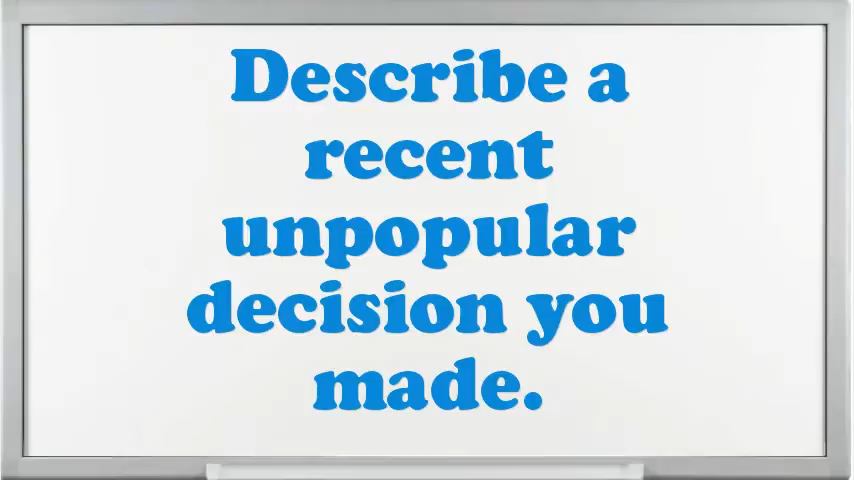 Describe a
recent
unpopular
decision you
made.